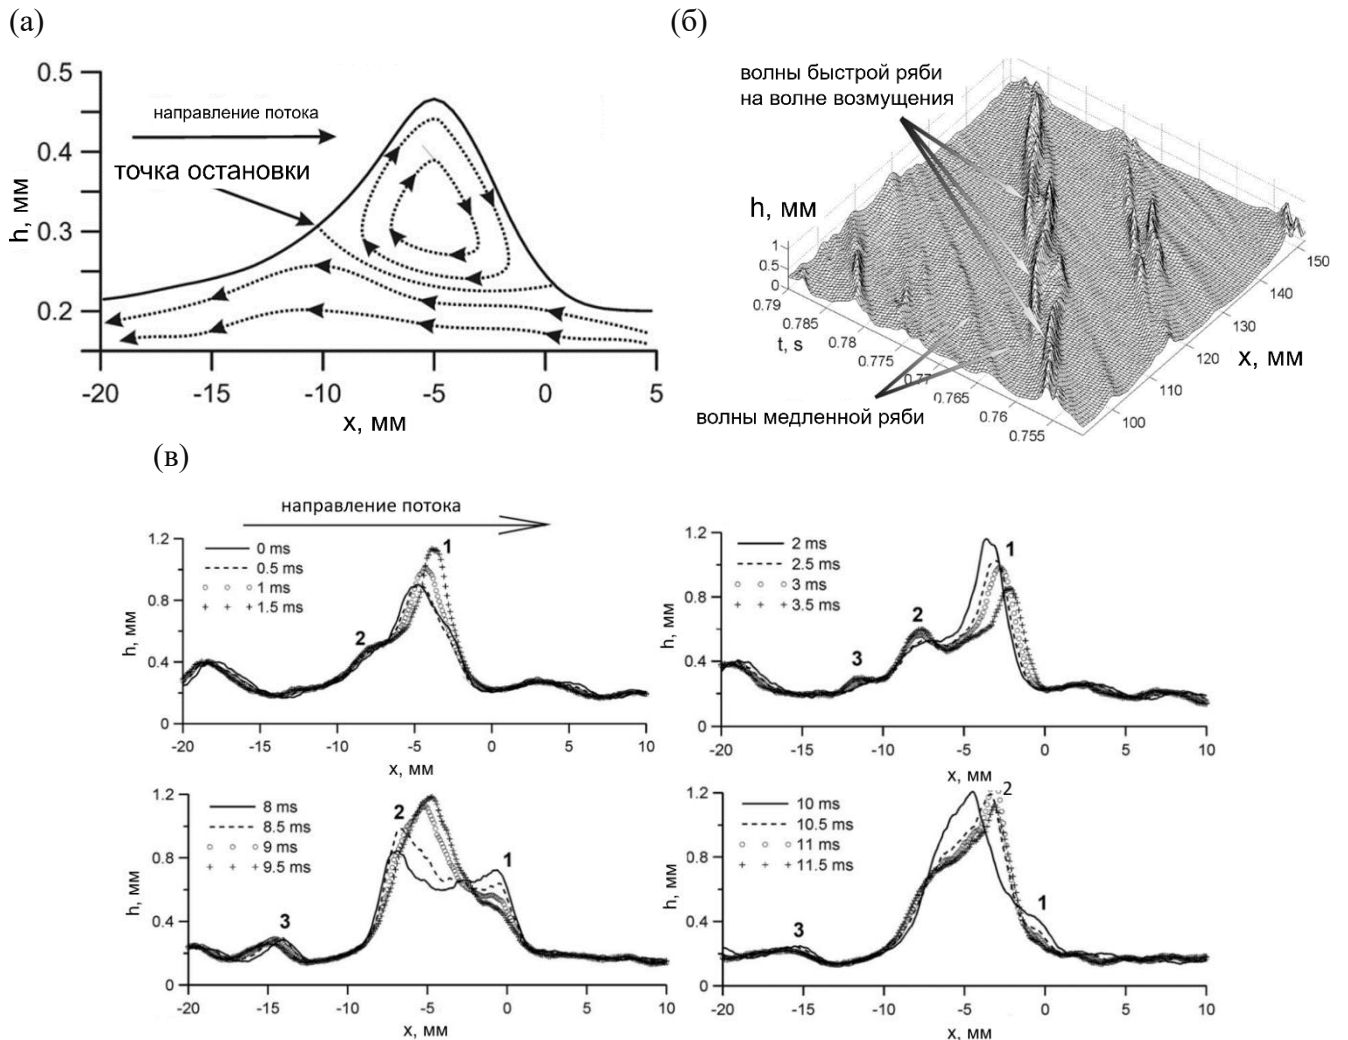 (а)
0.5
0.4
0.3
0.2
h, мм
направление потока
точка остановки
-20
-15
-10
-5
0
5
x, мм
(б)
волны быстрой ряби
на волне возмущения
h, мм
1
0.5
0
0.79
0.785
0.78
0.775
0.77
0.765
0.76
0.755
t, s
150
140
130
120
110
100
x, мм
волны медленной ряби
(в)
направление потока
1.2
0.8
0.4
0
h, мм
0 ms
0.5 ms
1 ms
1.5 ms
1
2
-20
-15
-10
-5
0
5
10
x, мм
1.2
0.8
0.4
0
h, мм
2 ms
2.5 ms
3 ms
3.5 ms
1
2
3
-20
-15
-10
-5
0
5
10
x, мм
1.2
0.8
0.4
0
h, мм
8 ms
8.5 ms
9 ms
9.5 ms
2
1
3
-20
-15
-10
-5
0
5
10
x, мм
1.2
0.8
0.4
0
h, мм
10 ms
10.5 ms
11 ms
11.5 ms
2
1
3
-20
-15
-10
-5
0
5
10
x, мм